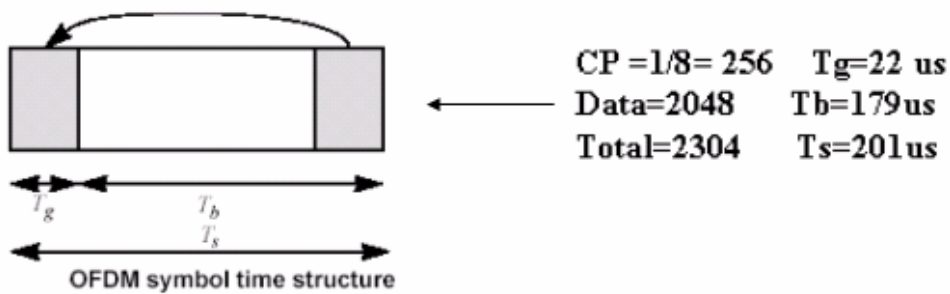 CP =1/8= 256 Tg=22 us
Data=2048 Tb=179us
Total=2304 Ts=201us
Tg
Tb
Ts
OFDM symbol time structure